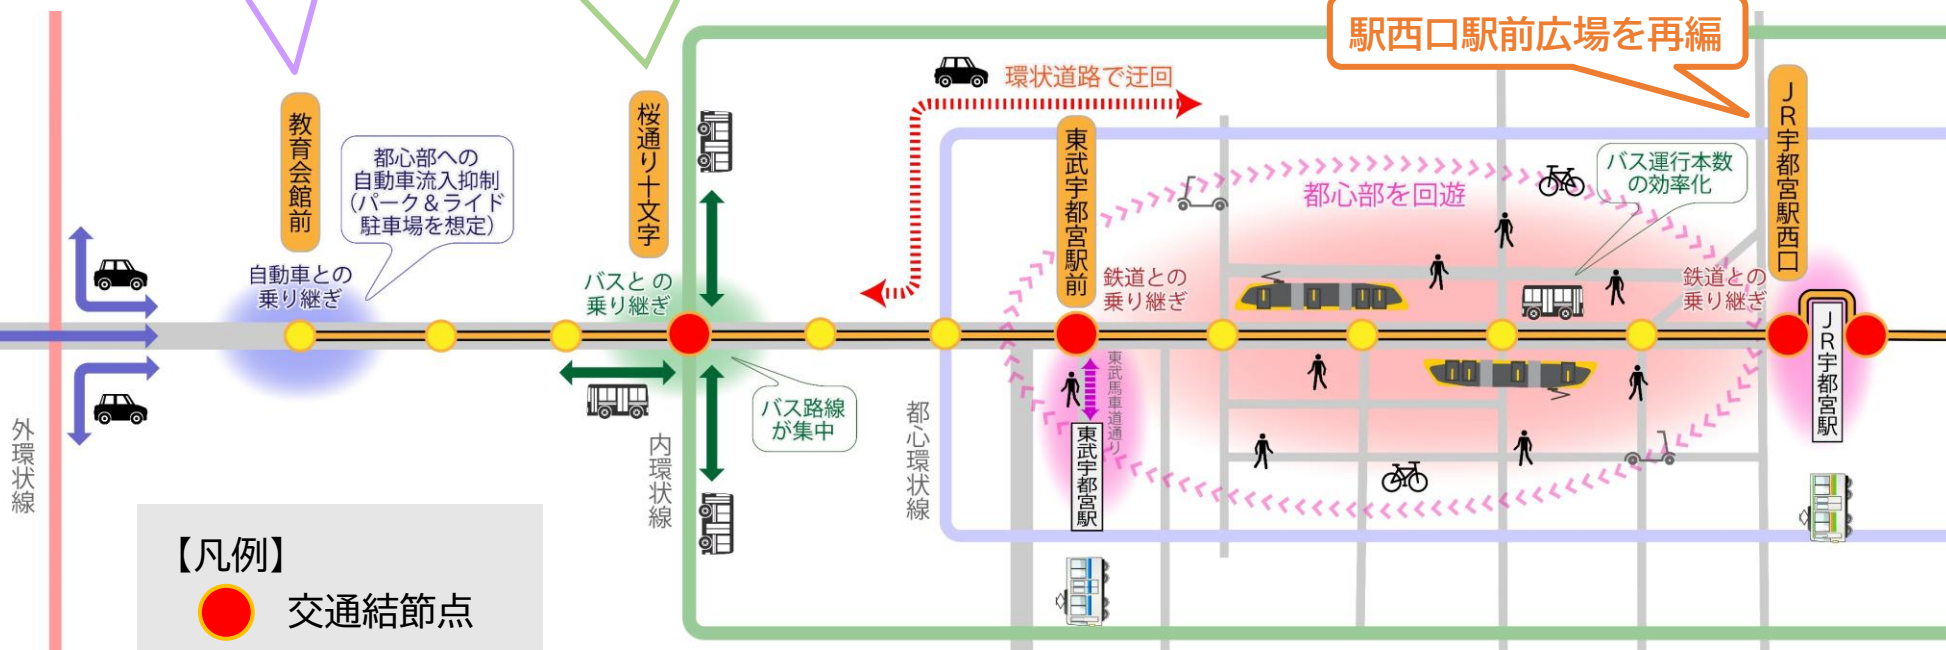 駅西口駅前広場を再編
環状道路で迂回
教育会館前
都心部への
自動車流入抑制
(パーク&ライド
駐車場を想定)
自動車との
乗り継ぎ
桜通り十文字
バスとの
乗り継ぎ
バス路線
が集中
東武宇都宮駅前
鉄道との
乗り継ぎ
都心部を回遊
バス運行本数
の効率化
鉄道との
乗り継ぎ
JR宇都宮駅西口
JR宇都宮駅
東武馬車道通り
東武宇都宮駅
外環状線
内環状線
都心環状線
【凡例】
交通結節点